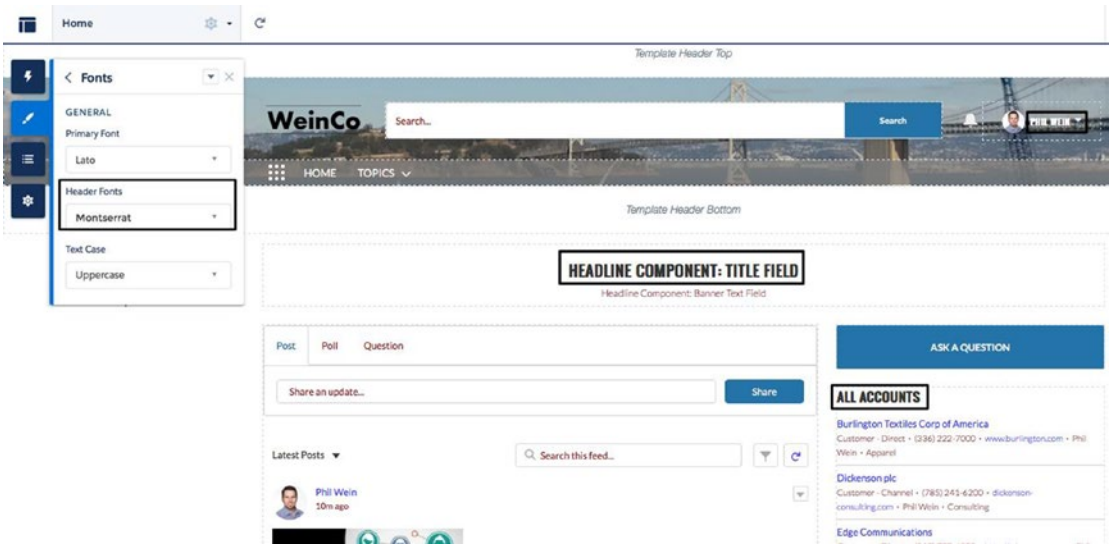 Home
Template Header Top
Fonts
GENERAL
Primary Font
Lato
Header Fonts
Montserrat
Text Case
Uppercase
WeinCo
Search...
Search
PHIL WEIN
HOME TOPICS
Template Header Bottom
HEADLINE COMPONENT: TITLE FIELD
Headline Component: Banner Text Field
Post Poll Question
Share an update...
Share
Latest Posts
Search this feed...
Phil Wein
10m ago
ASK A QUESTION
ALL ACCOUNTS
Burlington Textiles Corp of America
Customer - Direct • (336) 222-7000 • www.burlington.com • Phil
Wein • Apparel
Dickenson plc
Customer - Channel • (785) 241-6200 • dickenson-
consulting.com • Phil Wein • Consulting
Edge Communications